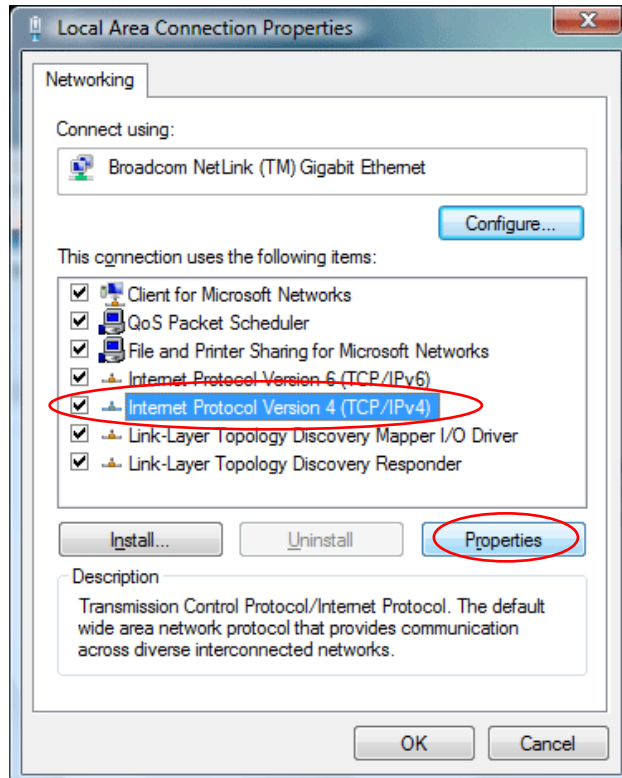 Local Area Connection Properties
Networking
Connect using:
Broadcom NetLink (TM) Gigabit Ethernet
Configure...
This connection uses the following items:
Client for Microsoft Networks
QoS Packet Scheduler
File and Printer Sharing for Microsoft Networks
Internet Protocol Version 6 (TCP/IPv6)
Internet Protocol Version 4 (TCP/IPv4)
Link-Layer Topology Discovery Mapper I/O Driver
Link-Layer Topology Discovery Responder
Install...
Uninstall
Properties
Description
Transmission Control Protocol/Internet Protocol. The default
wide area network protocol that provides communication
across diverse interconnected networks.
OK
Cancel